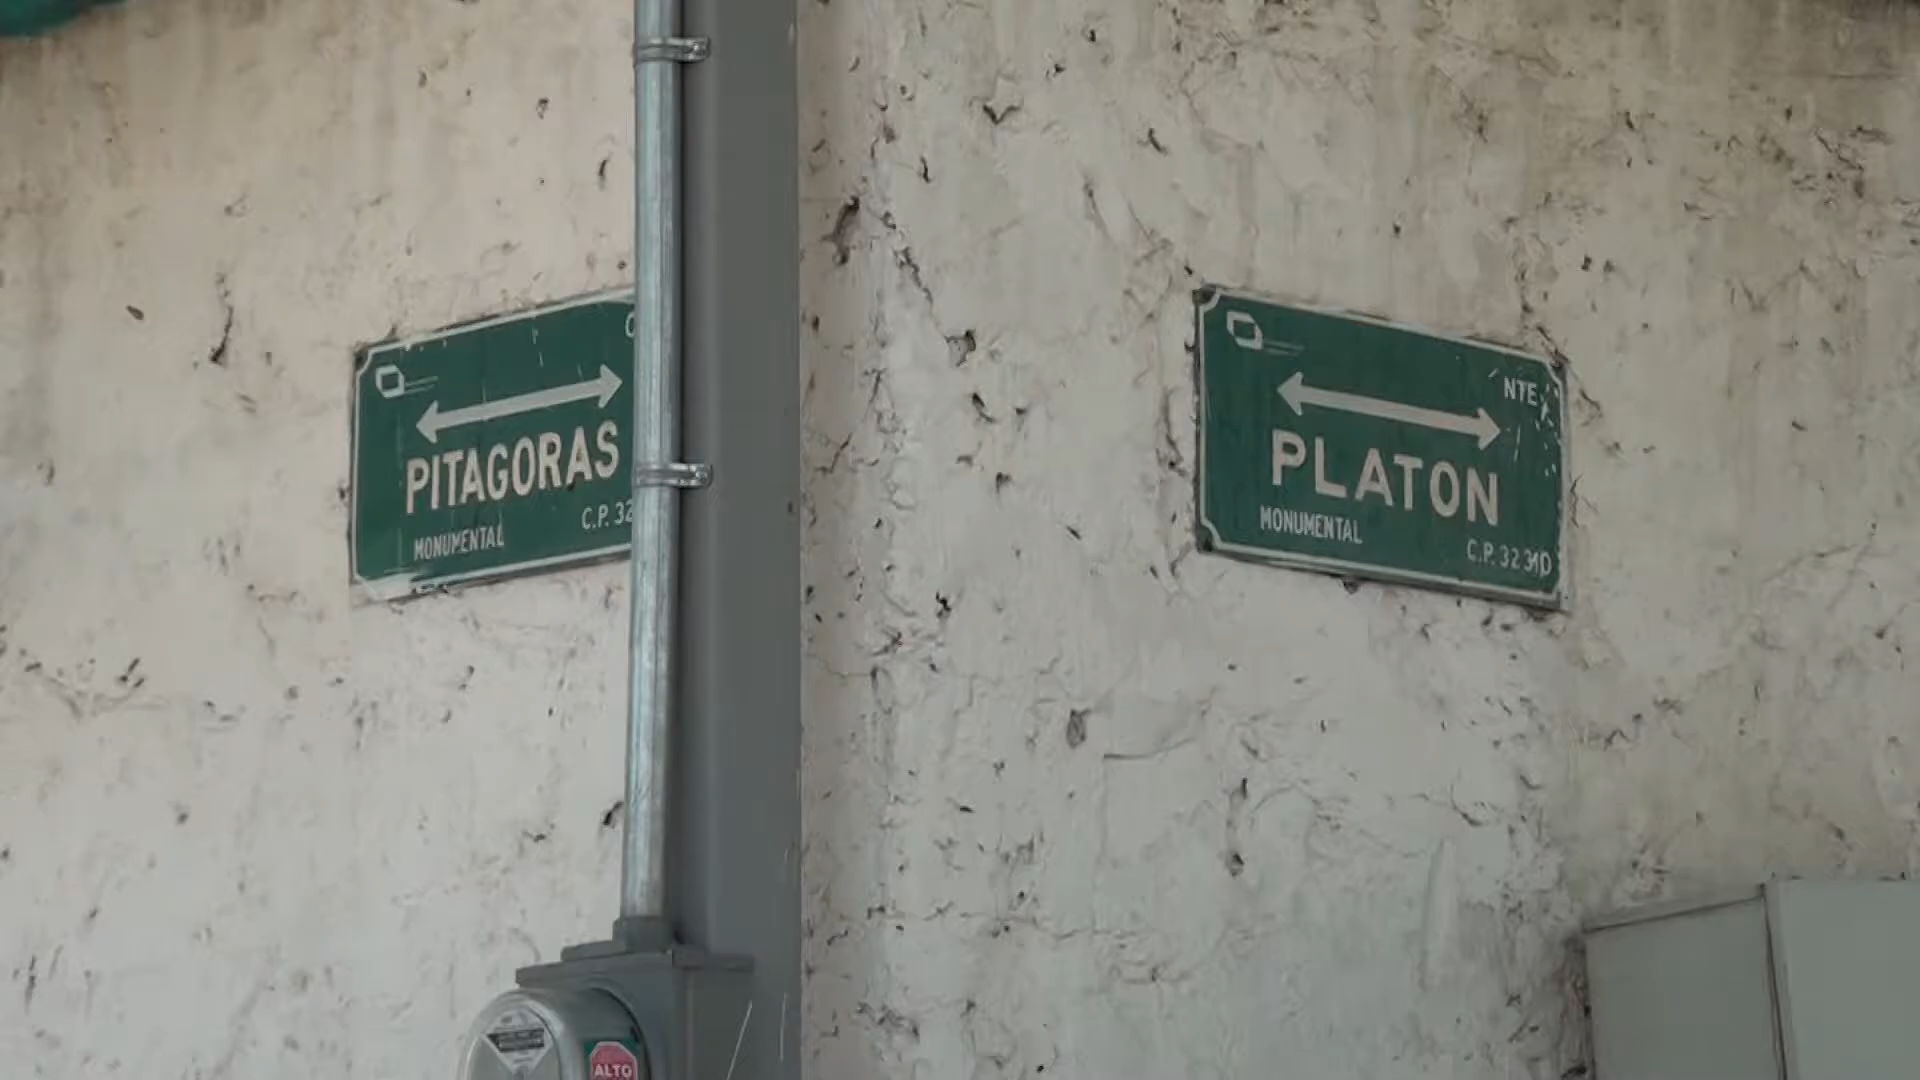 PITAGORAS
MONUMENTAL
C.P. 32
NTE
PLATON
MONUMENTAL
C.P. 32310
ALTO